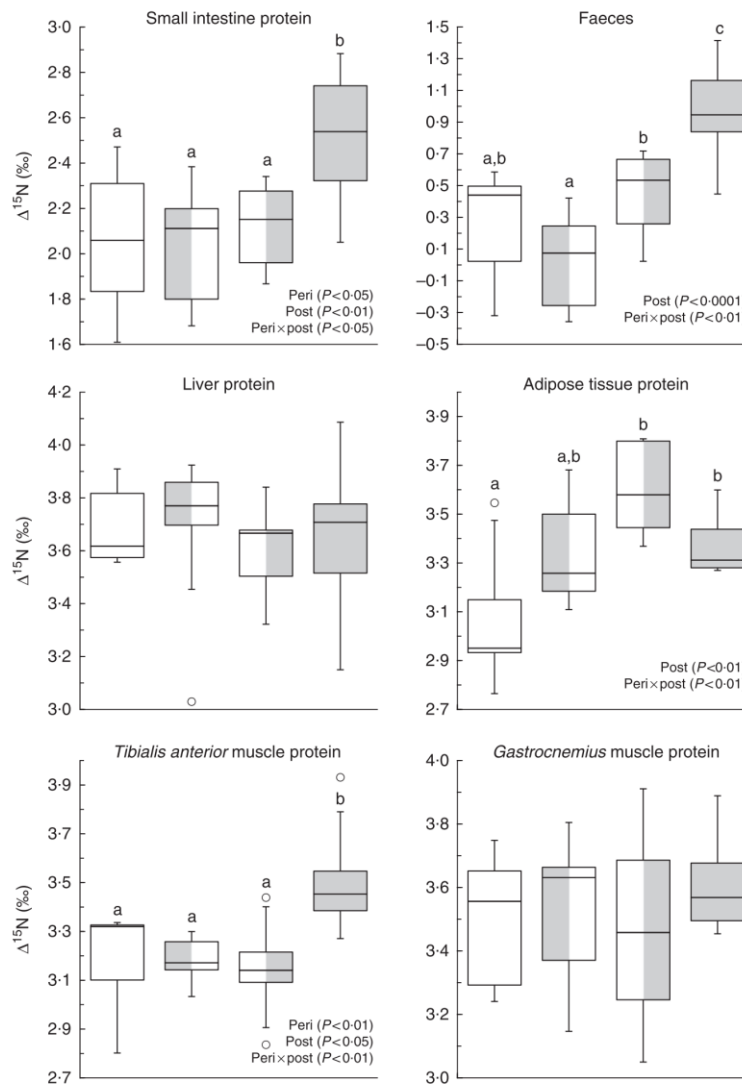 Small intestine protein
Δ¹⁵N (‰)
3·0
2·8
2·6
2·4
2·2
2·0
1·8
1·6
a
a
a
b
Peri (P<0·05)
Post (P<0·01)
Peri×post (P<0·05)
Faeces
Δ¹⁵N (‰)
1·5
1·3
1·1
0·9
0·7
0·5
0·3
0·1
−0·1
−0·3
−0·5
a,b
a
b
c
Post (P<0·0001
Peri×post (P<0·01
Liver protein
Δ¹⁵N (‰)
4·2
4·0
3·8
3·6
3·4
3·2
3·0
Adipose tissue protein
Δ¹⁵N (‰)
3·9
3·7
3·5
3·3
3·1
2·9
2·7
a
a,b
b
b
Post (P<0·01
Peri×post (P<0·01
Tibialis anterior muscle protein
Δ¹⁵N (‰)
3·9
3·7
3·5
3·3
3·1
2·9
2·7
a
a
a
b
Peri (P<0·01)
Post (P<0·05)
Peri×post (P<0·01)
Gastrocnemius muscle protein
Δ¹⁵N (‰)
4·0
3·8
3·6
3·4
3·2
3·0